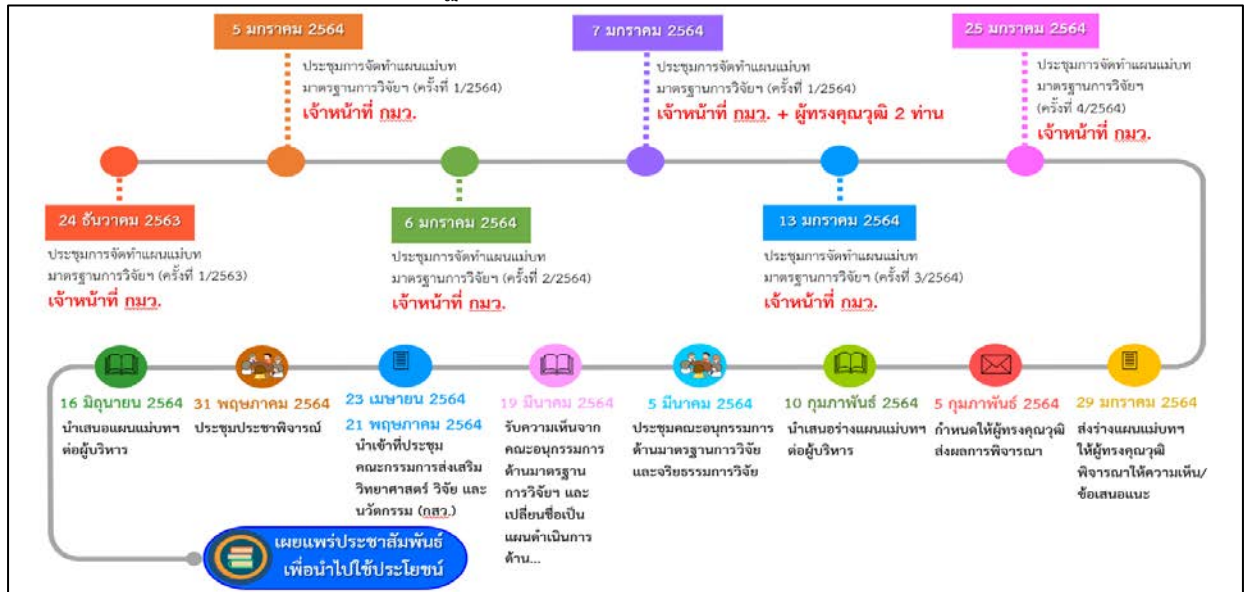 5 มกราคม 2564
ประชุมการจัดทำแผนแม่บท
มาตรฐานการวิจัยฯ (ครั้งที่ 1/2564)
เจ้าหน้าที่ กมว.
7 มกราคม 2564
ประชุมการจัดทำแผนแม่บท
มาตรฐานการวิจัยฯ (ครั้งที่ 1/2564)
เจ้าหน้าที่ กมว. + ผู้ทรงคุณวุฒิ 2 ท่าน
25 มกราคม 2564
ประชุมการจัดทำแผนแม่บท
มาตรฐานการวิจัยฯ
(ครั้งที่ 4/2564)
เจ้าหน้าที่ กมว.
24 ธันวาคม 2563
ประชุมการจัดทำแผนแม่บท
มาตรฐานการวิจัยฯ (ครั้งที่ 1/2563)
เจ้าหน้าที่ กมว.
6 มกราคม 2564
ประชุมการจัดทำแผนแม่บท
มาตรฐานการวิจัยฯ (ครั้งที่ 2/2564)
เจ้าหน้าที่ กมว.
13 มกราคม 2564
ประชุมการจัดทำแผนแม่บท
มาตรฐานการวิจัยฯ (ครั้งที่ 3/2564)
เจ้าหน้าที่ กมว.
16 มิถุนายน 2564
นำเสนอแผนแม่บทฯ
ต่อผู้บริหาร
31 พฤษภาคม 2564
ประชุมประชาพิจารณ์
23 เมษายน 2564
21 พฤษภาคม 2564
นำเข้าที่ประชุม
คณะกรรมการส่งเสริม
วิทยาศาสตร์ วิจัย และ
นวัตกรรม (กสว.)
19 มีนาคม 2564
รับความเห็นจาก
คณะอนุกรรมการ
ด้านมาตรฐาน
การวิจัยฯ และ
เปลี่ยนชื่อเป็น
แผนดำเนินการ
ด้าน...
5 มีนาคม 2564
ประชุมคณะอนุกรรมการ
ด้านมาตรฐานการวิจัย
และจริยธรรมการวิจัย
10 กุมภาพันธ์ 2564
นำเสนอร่างแผนแม่บทฯ
ต่อผู้บริหาร
5 กุมภาพันธ์ 2564
กำหนดให้ผู้ทรงคุณวุฒิ
ส่งผลการพิจารณา
29 มกราคม 2564
ส่งร่างแผนแม่บทฯ
ให้ผู้ทรงคุณวุฒิ
พิจารณาให้ความเห็น/
ข้อเสนอแนะ
เผยแพร่ประชาสัมพันธ์
เพื่อนำไปใช้ประโยชน์